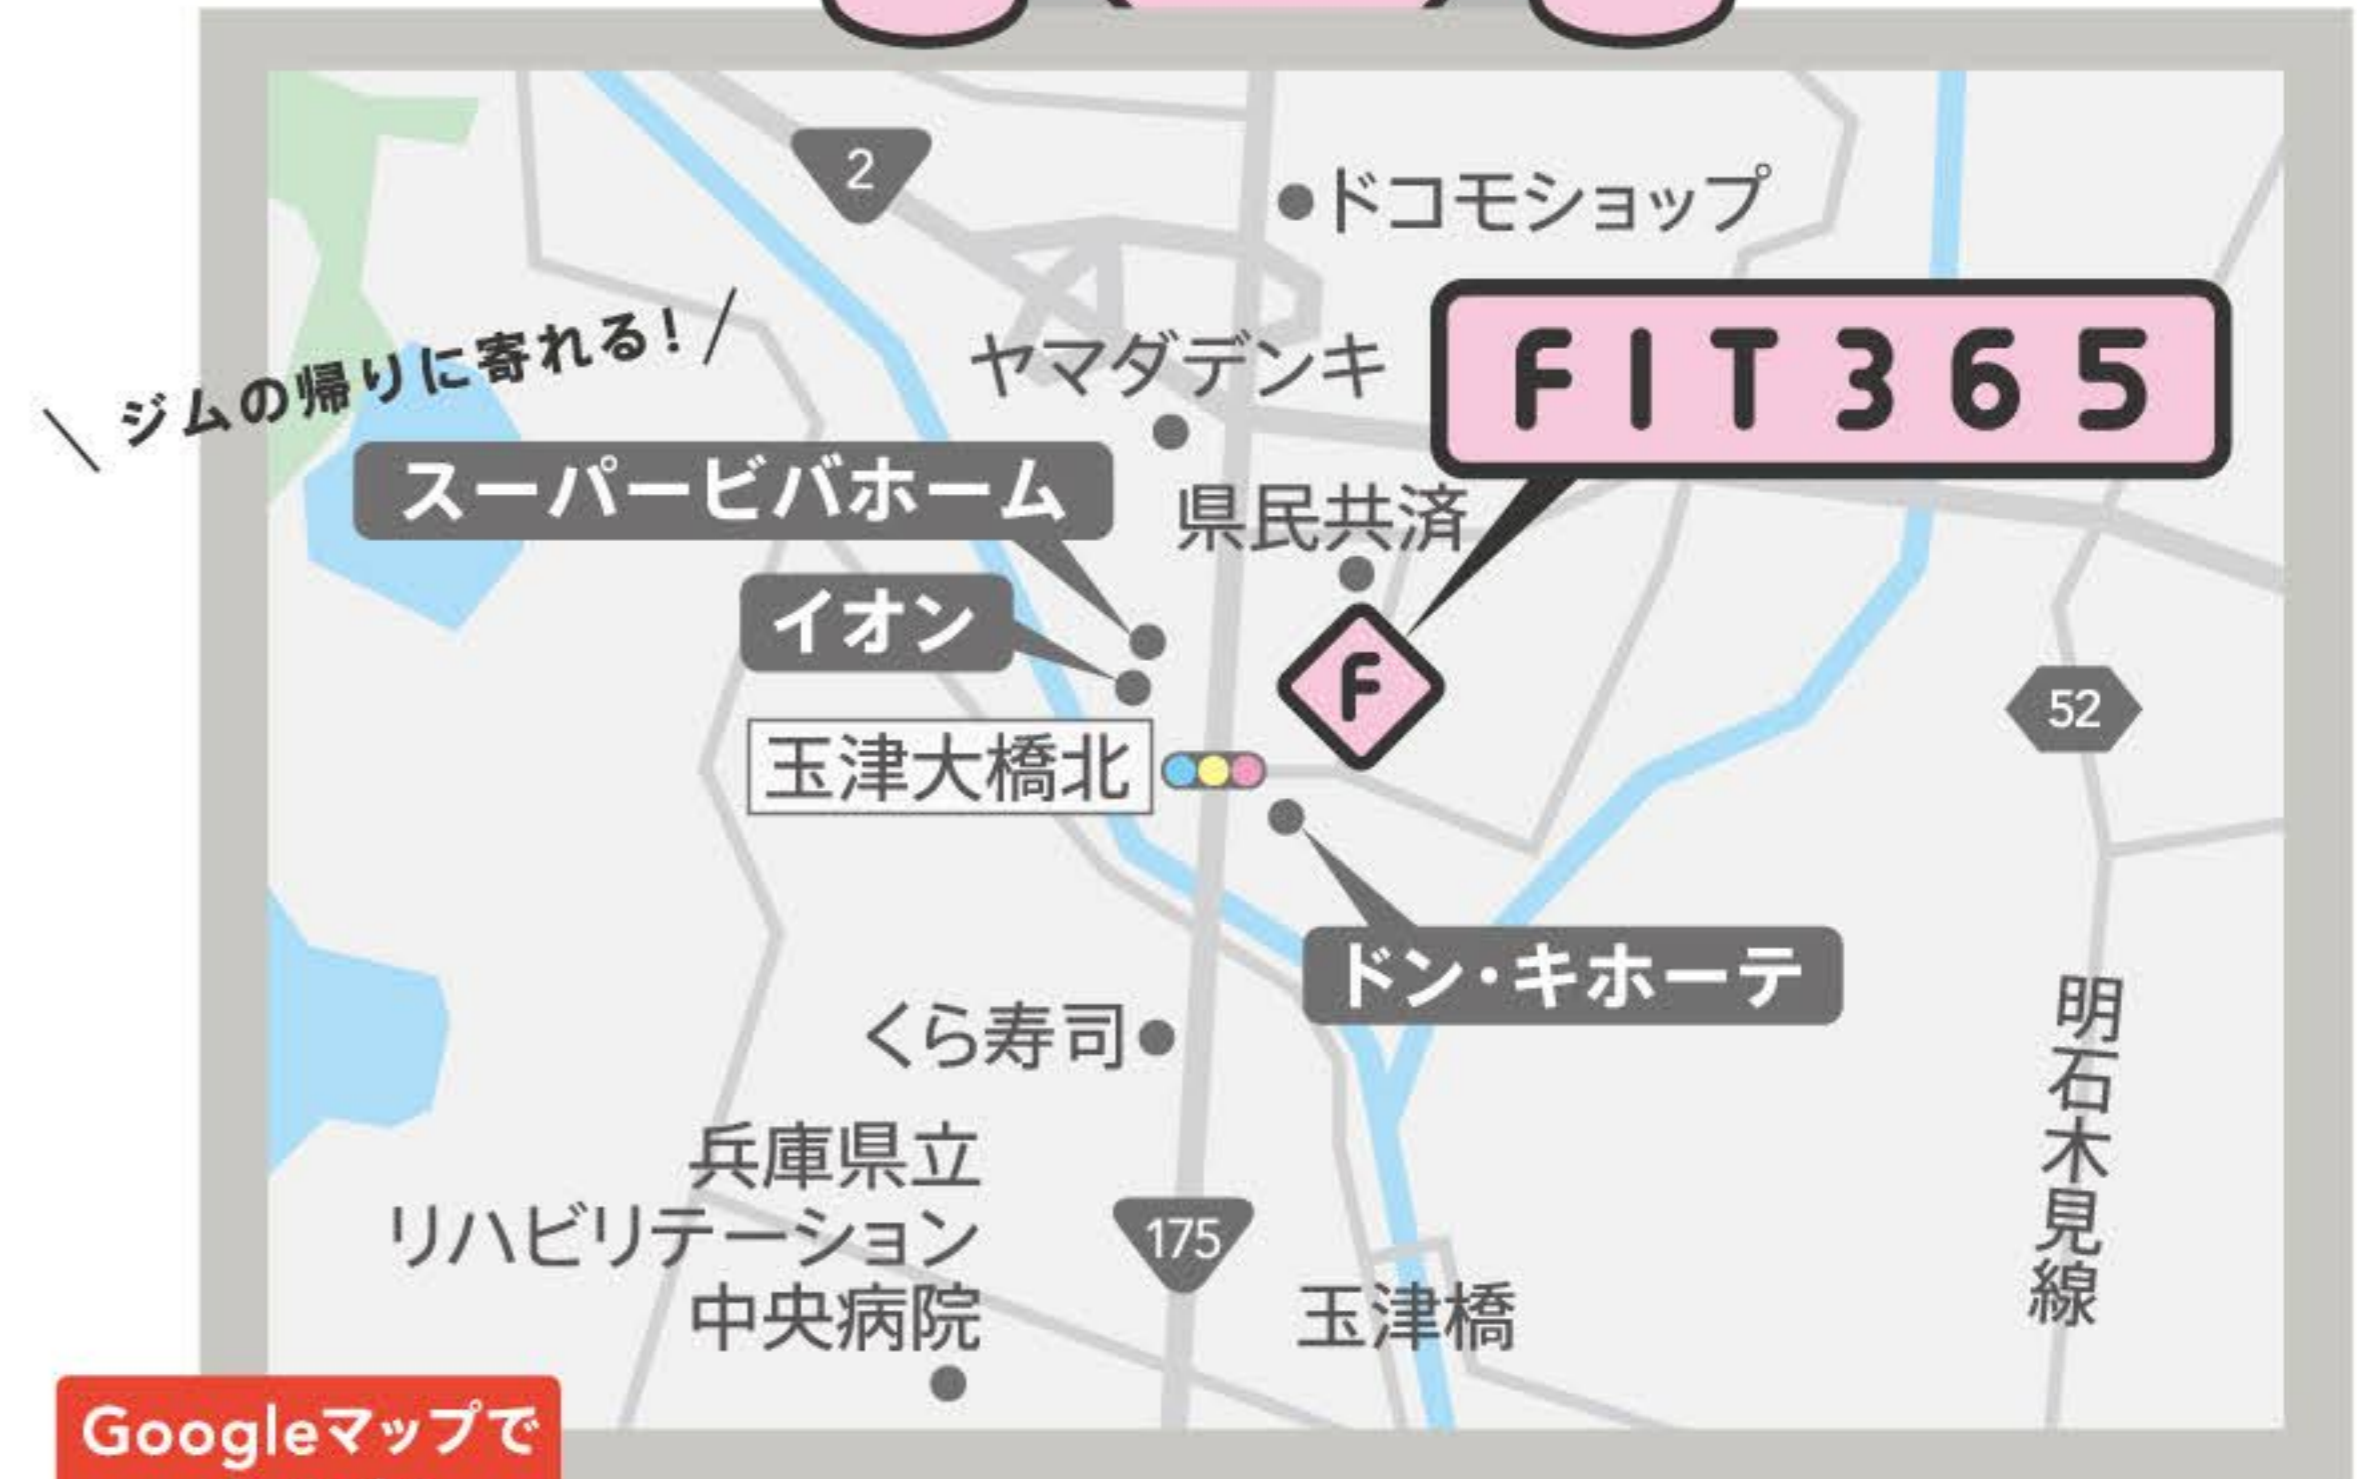 2
ドコモショップ
ジムの帰りに寄れる!
ヤマダデンキ
FIT365
スーパービバホーム
県民共済
イオン
F
52
玉津大橋北
ドン・キホーテ
くら寿司
明石木見線
兵庫県立
リハビリテーション
中央病院
175
玉津橋
Googleマップで